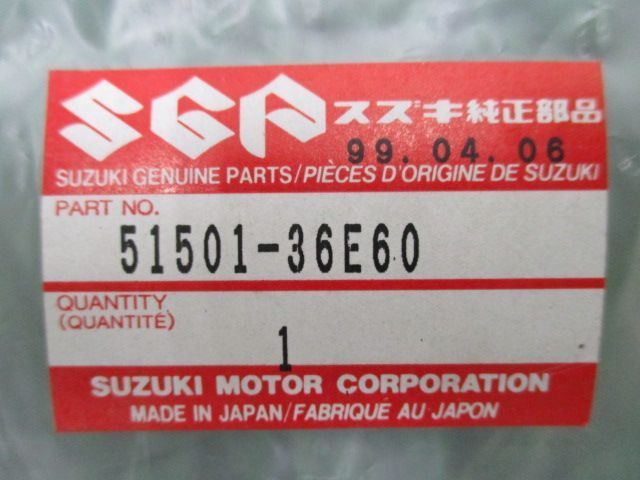 SGP スズキ純正部品
99.04.06
SUZUKI GENUINE PARTS/PIÈCES D'ORIGINE DE SUZUKI
PART NO.
51501-36E60
QUANTITY
(QUANTITÉ)
1
SUZUKI MOTOR CORPORATION
MADE IN JAPAN/FABRIQUE AU JAPON